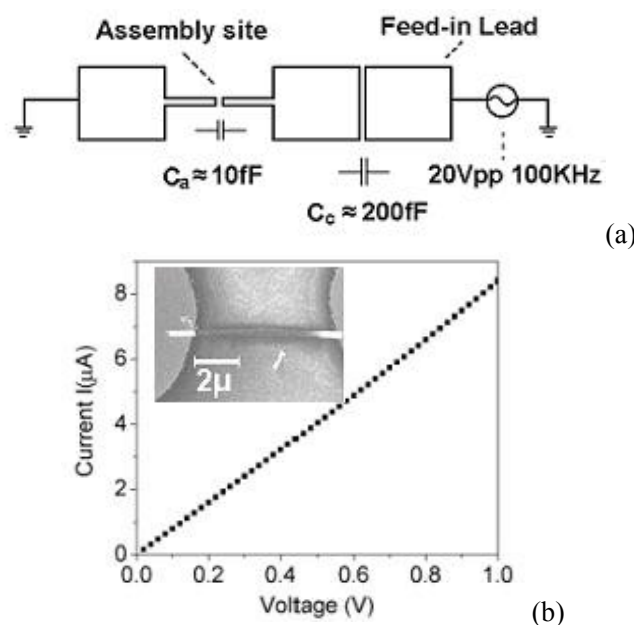 Assembly site
Feed-in Lead
Cₐ≈10fF
20Vpp 100KHz
C꜀≈200fF
(a)
Current I(μA)
8
6
4
2
0
2μ
0.0 0.2 0.4 0.6 0.8 1.0
Voltage (V)
(b)